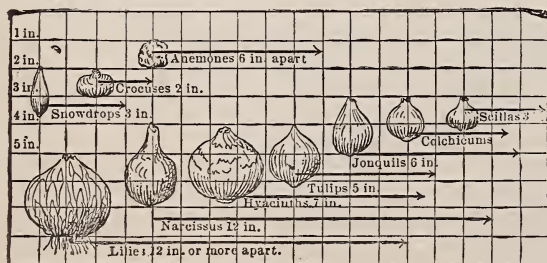 1 in.
2 in.
Anemones 6 in. apart
3 in.
Crocuses 2 in.
Snowdrops 3 in.
Scillas 3
4 in.
Colchicums
5 in.
Jonquils 6 in.
Tulips 5 in.
Hyacinths 7 in.
Narcissus 12 in.
Lilies 12 in. or more apart.